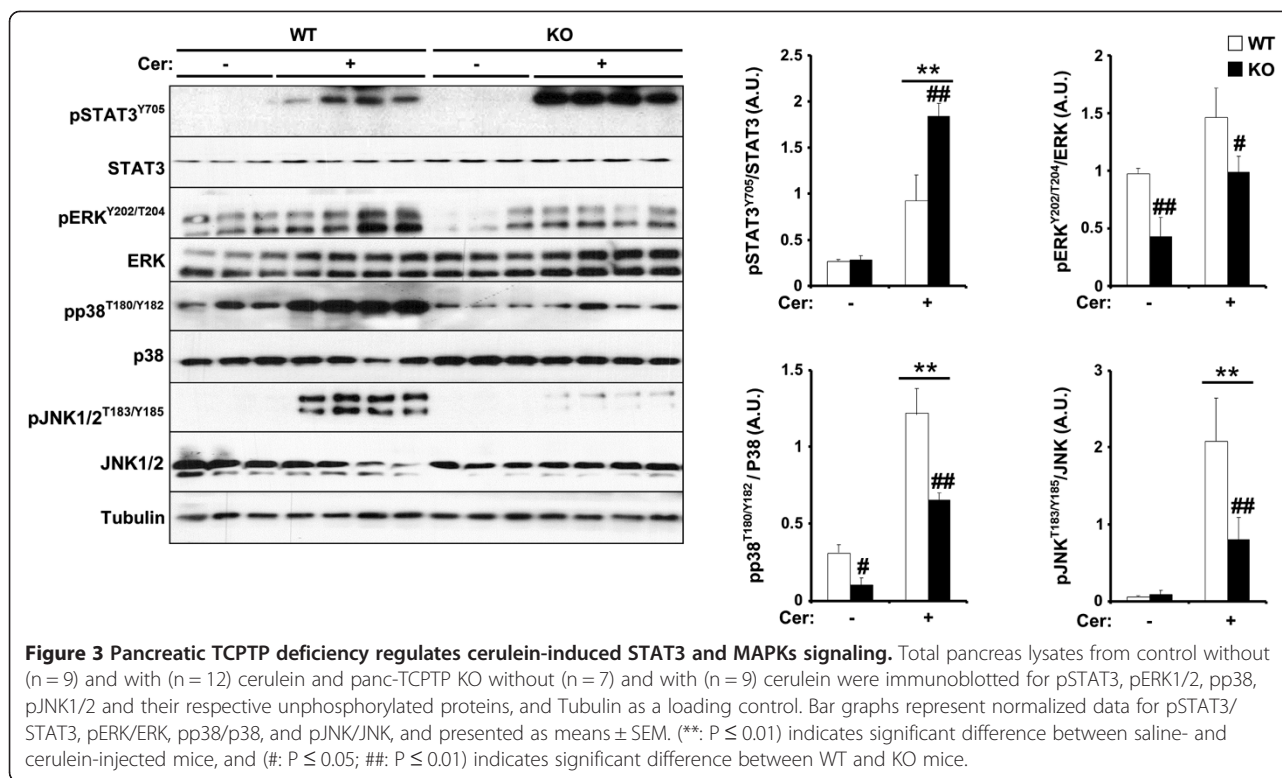 WT KO
Cer: - + - +
pSTAT3Y705
STAT3
pERKY202/T204
ERK
pp38T180/Y182
p38
pJNK1/2T183/Y185
JNK1/2
Tubulin
WT
KO
pSTAT3Y705/STAT3 (A.U.)
2.5
2
1.5
1
0.5
0
**
##
Cer: - +
pERKY202/T204/ERK (A.U.)
2
1.5
1
0.5
0
##
#
Cer: - +
pp38T180/Y182 / P38 (A.U.)
1.5
1
0.5
0
**
#
##
Cer: - +
pJNKT183/Y185/JNK (A.U.)
3
2
1
0
**
##
Cer: - +
Figure 3 Pancreatic TCPTP deficiency regulates cerulein-induced STAT3 and MAPKs signaling. Total pancreas lysates from control without
(n = 9) and with (n = 12) cerulein and panc-TCPTP KO without (n = 7) and with (n = 9) cerulein were immunoblotted for pSTAT3, pERK1/2, pp38,
pJNK1/2 and their respective unphosphorylated proteins, and Tubulin as a loading control. Bar graphs represent normalized data for pSTAT3/
STAT3, pERK/ERK, pp38/p38, and pJNK/JNK, and presented as means ± SEM. (**: P ≤ 0.01) indicates significant difference between saline- and
cerulein-injected mice, and (#: P ≤ 0.05; ##: P ≤ 0.01) indicates significant difference between WT and KO mice.